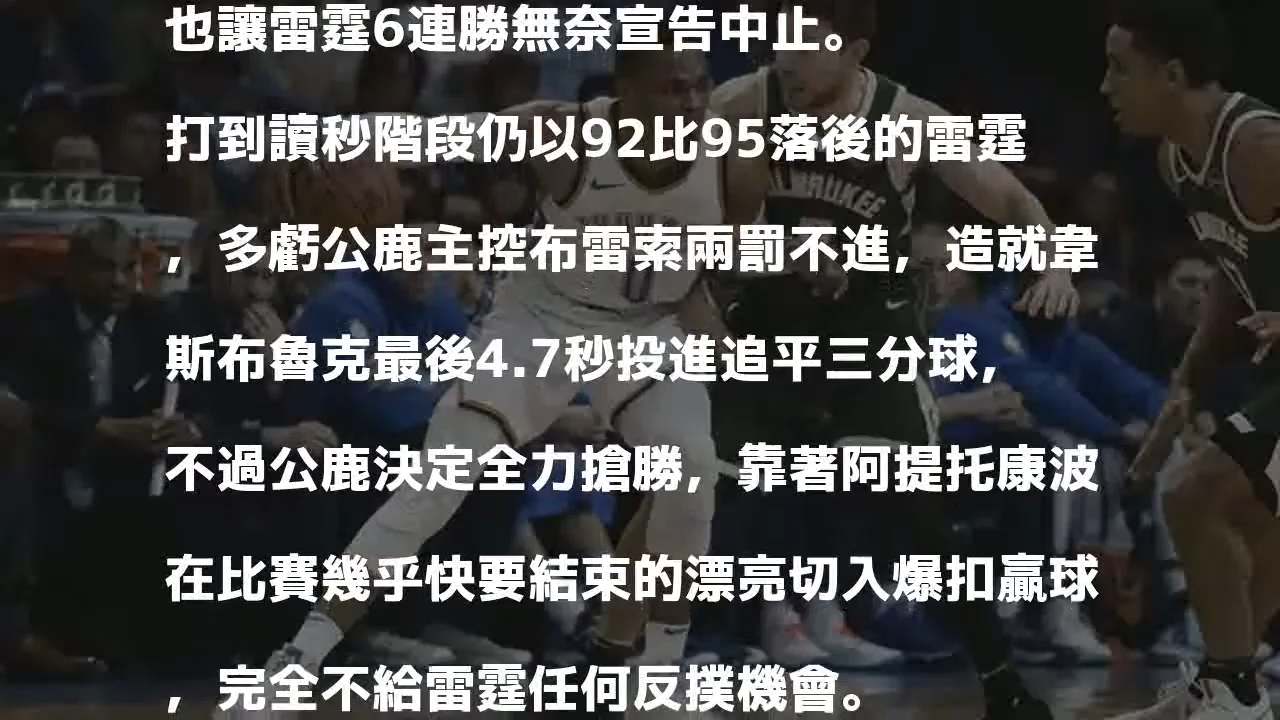 也讓雷霆6連勝無奈宣告中止。
打到讀秒階段仍以92比95落後的雷霆
，多虧公鹿主控布雷索兩罰不進，造就韋
斯布魯克最後4.7秒投進追平三分球，
不過公鹿決定全力搶勝，靠著阿提托康波
在比賽幾乎快要結束的漂亮切入爆扣贏球
，完全不給雷霆任何反撲機會。